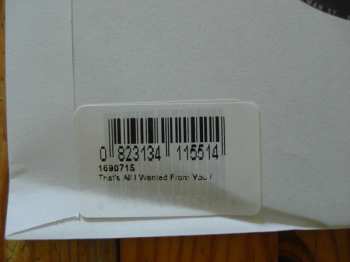 0 823134 115514
1690715
That's All I Wanted From You /